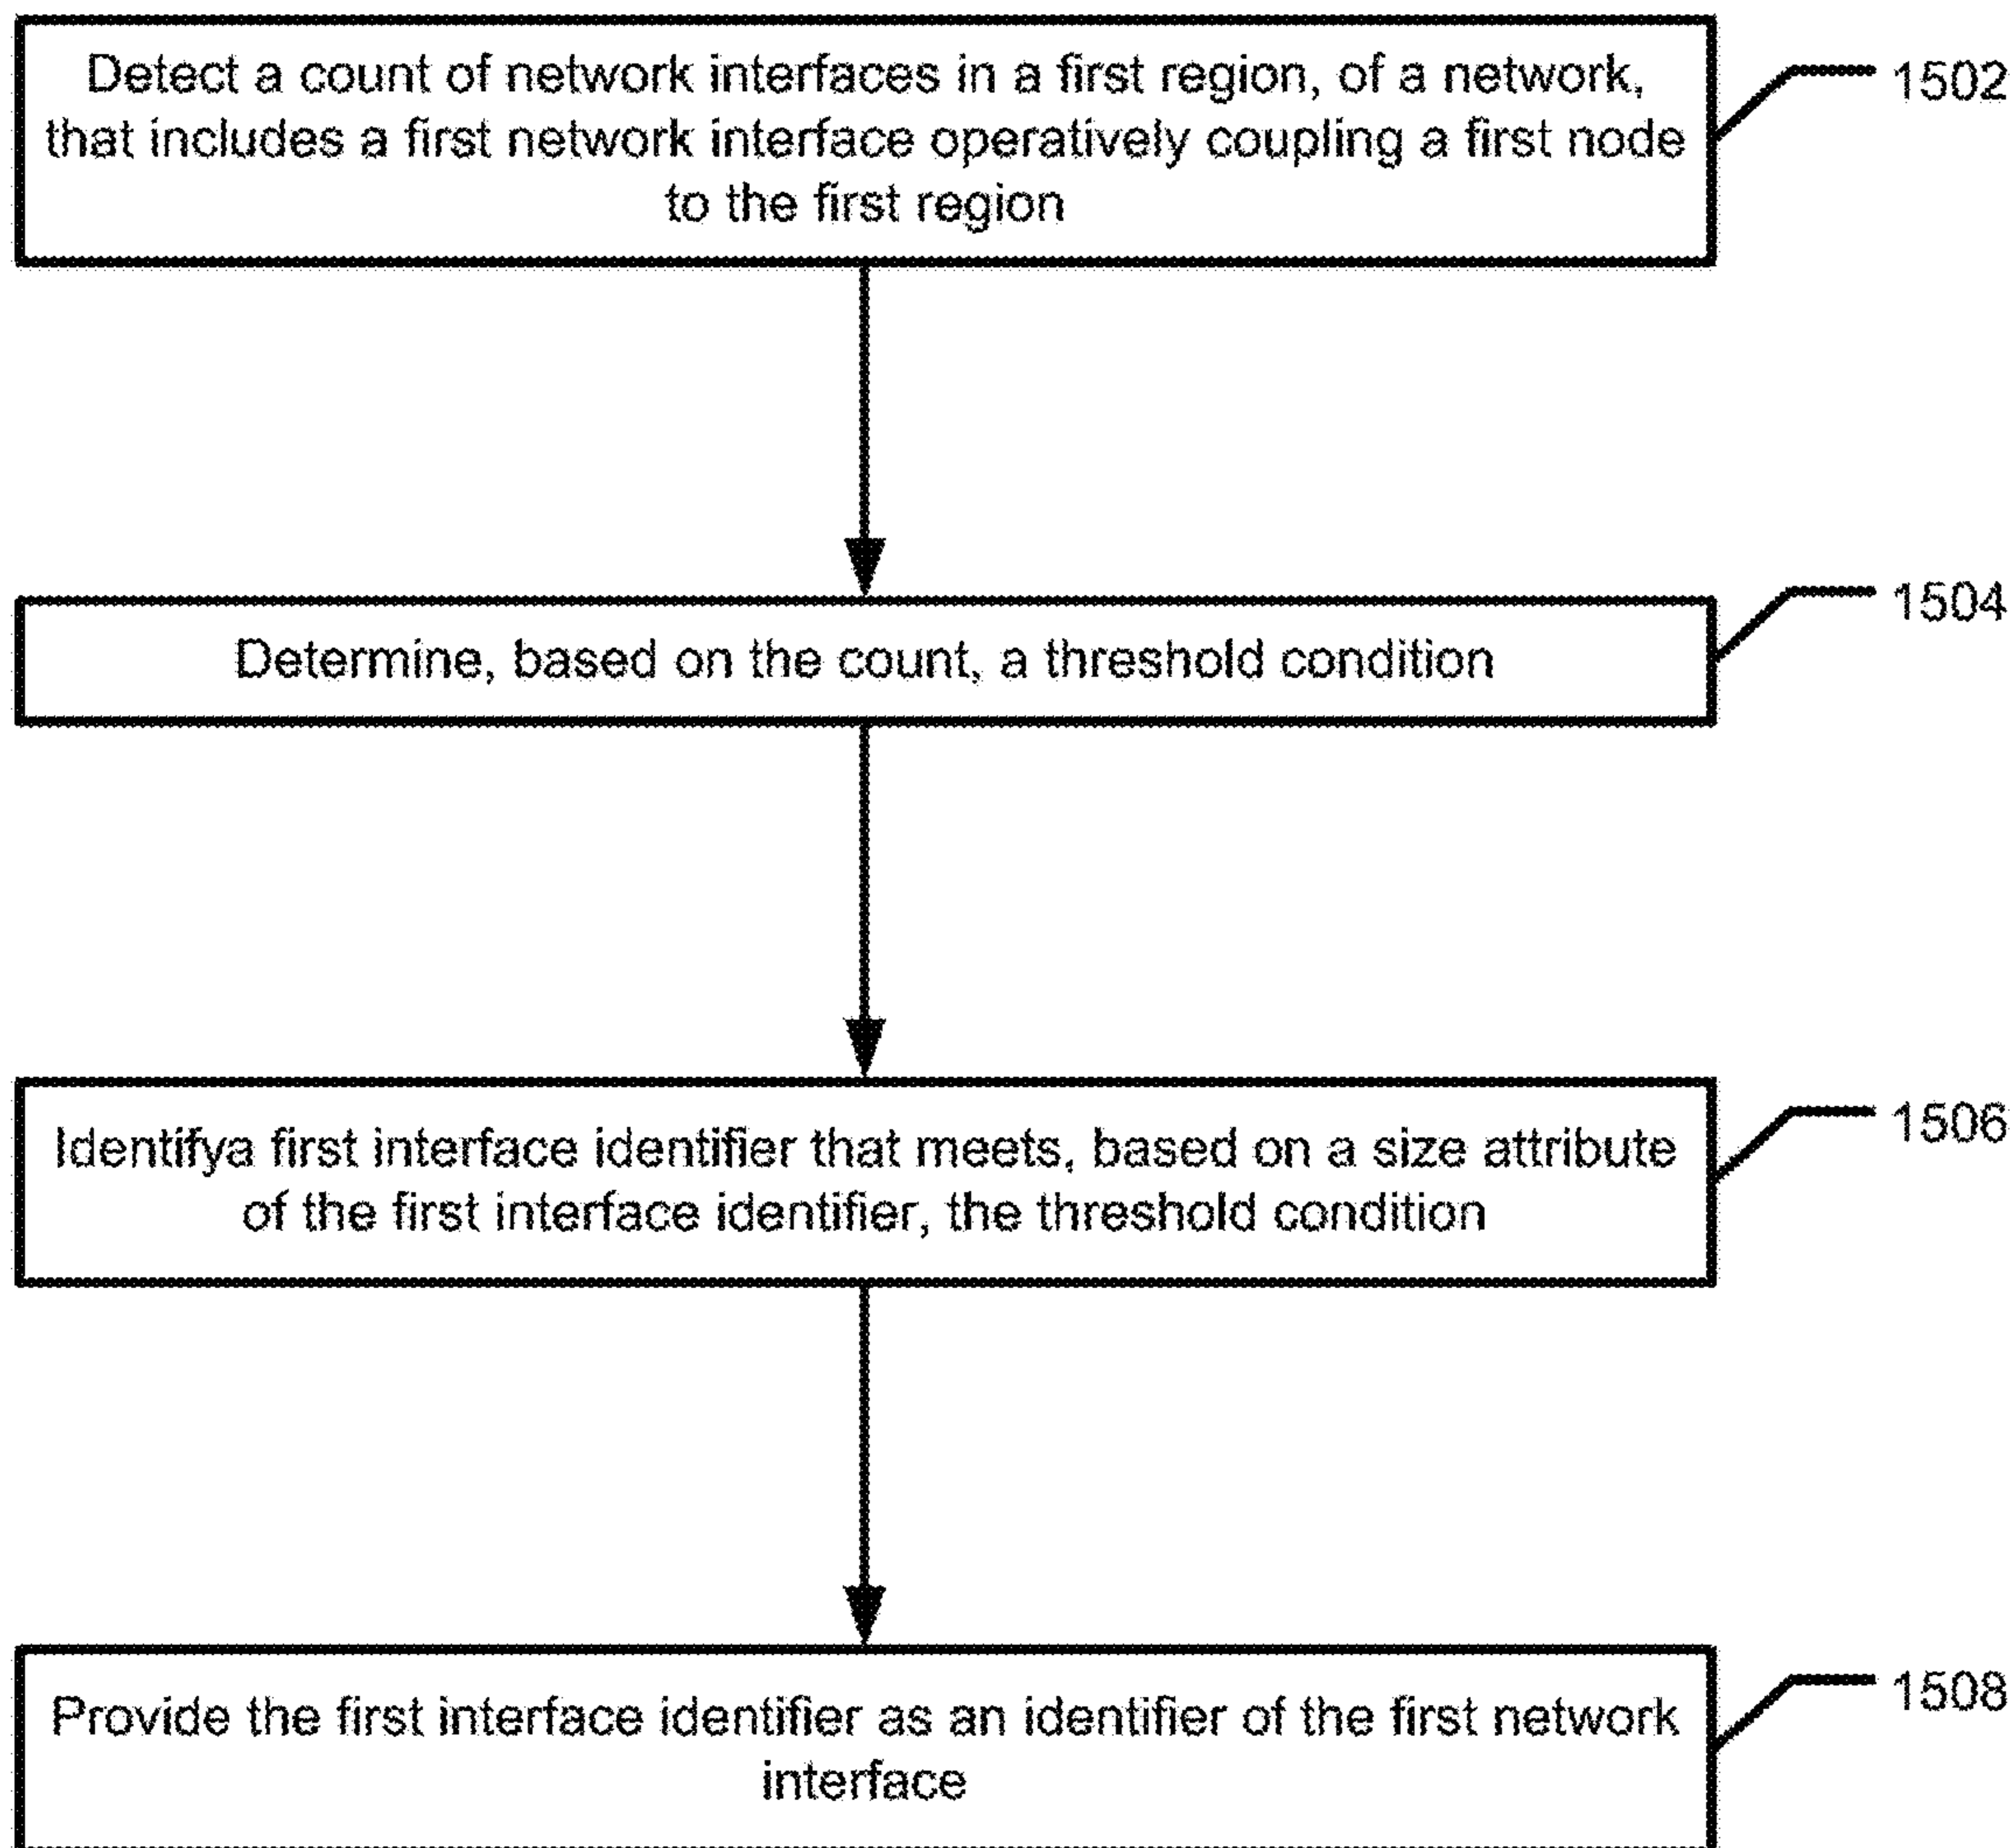 Detect a count of network interfaces in a first region, of a network,
that includes a first network interface operatively coupling a first node
to the first region
1502
Determine, based on the count, a threshold condition
1504
Identifya first interface identifier that meets, based on a size attribute
of the first interface identifier, the threshold condition
1506
Provide the first interface identifier as an identifier of the first network
interface
1508